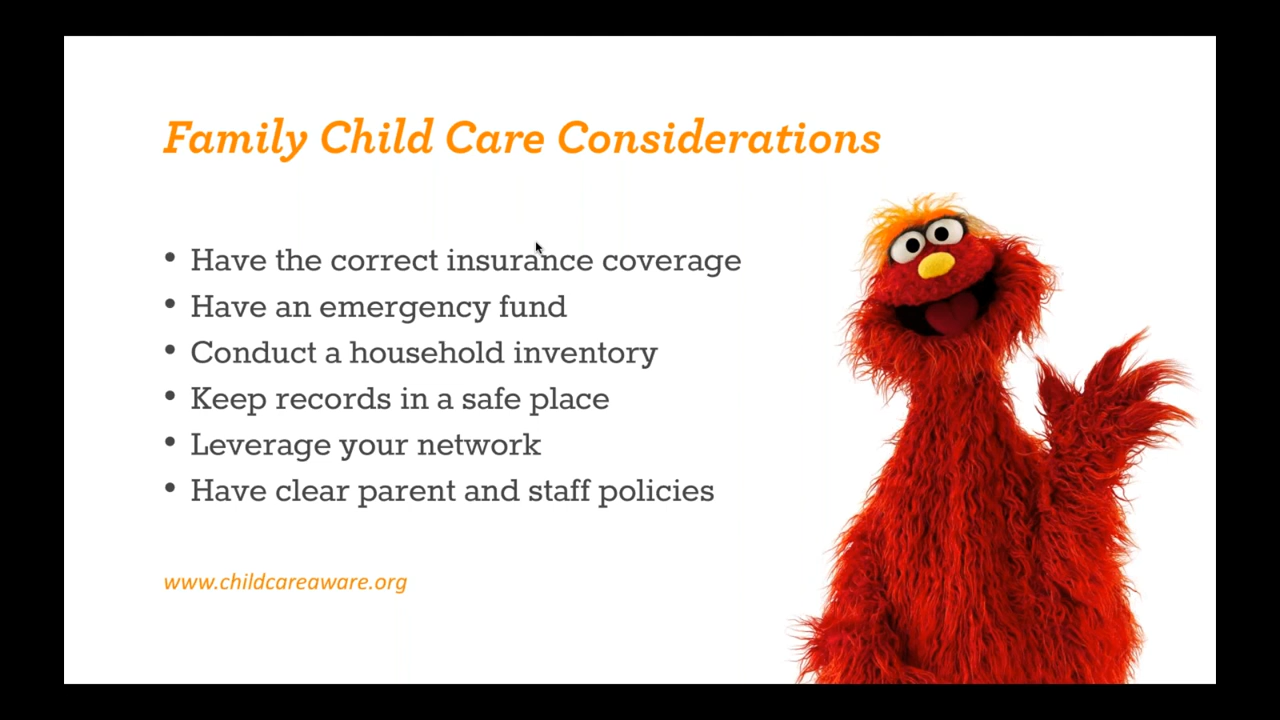 Family Child Care Considerations
• Have the correct insurance coverage
• Have an emergency fund
• Conduct a household inventory
• Keep records in a safe place
• Leverage your network
• Have clear parent and staff policies
www.childcareaware.org